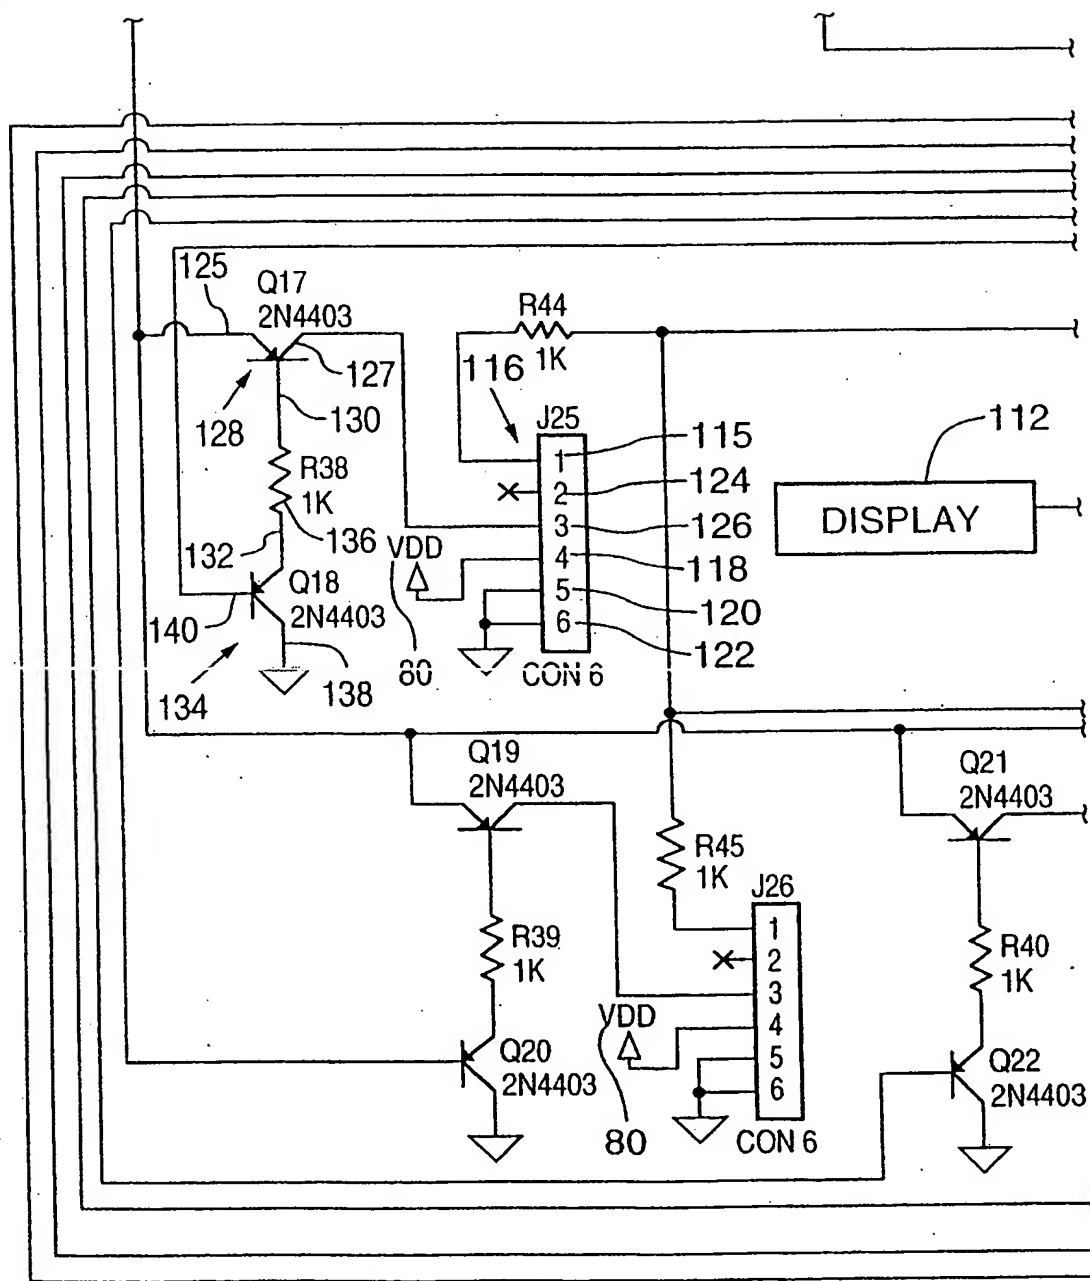 125
Q17
2N4403
127
128
130
R38
1K
136
132
Q18
2N4403
140
134
138
R44
1K
116
J25
1
2
3
4
5
6
CON 6
115
124
126
118
120
122
VDD
80
112
DISPLAY
Q19
2N4403
R39
1K
Q20
2N4403
R45
1K
J26
1
2
3
4
5
6
CON 6
VDD
80
Q21
2N4403
R40
1K
Q22
2N4403